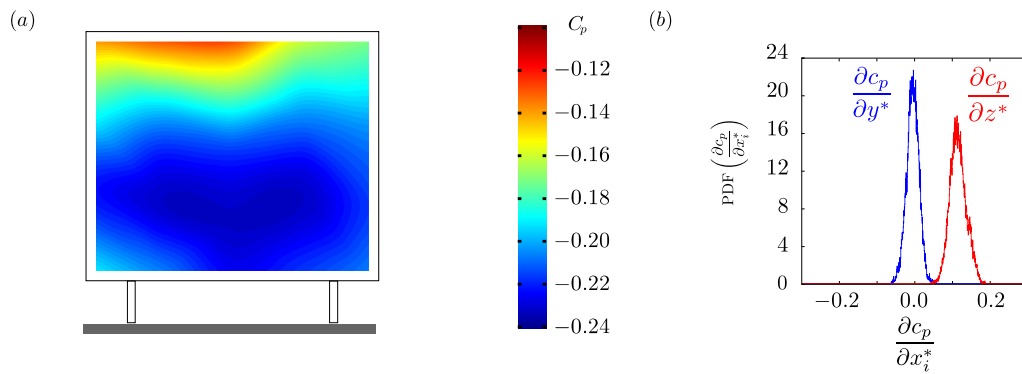 (a)
C_p
−0.12
−0.14
−0.16
−0.18
−0.20
−0.22
−0.24
(b)
PDF (∂c_p/∂x_i^*)
24
20
16
12
8
4
0
∂c_p/∂y*
∂c_p/∂z*
−0.2 0.0 0.2
∂c_p/∂x_i^*